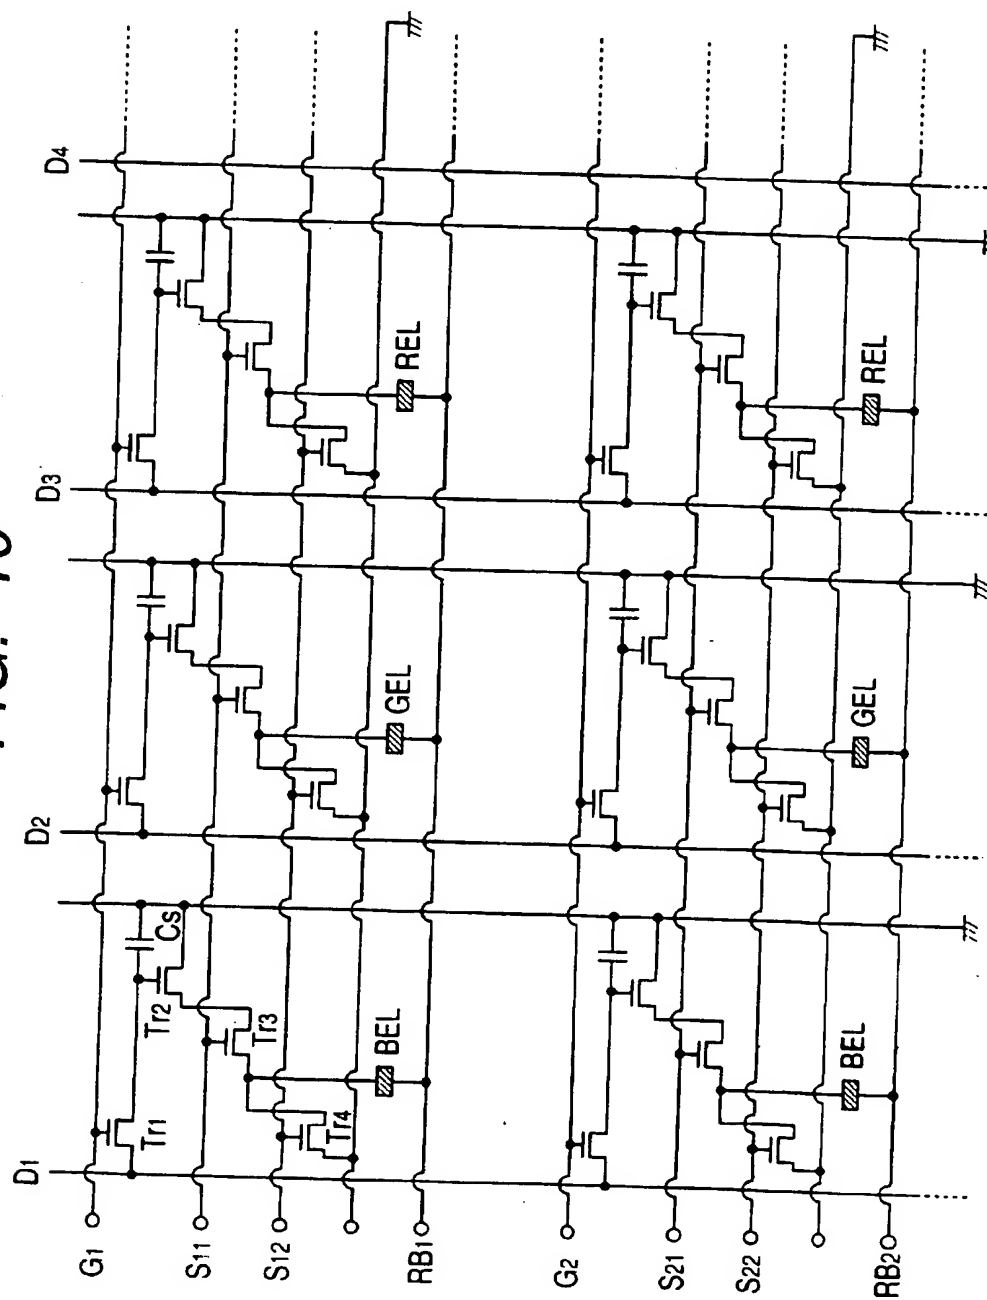 D1
D2
D3
D4
G1
Tr1
Tr2
Cs
S11
Tr3
S12
Tr4
BEL
GEL
REL
RB1
G2
S21
S22
BEL
GEL
REL
RB2